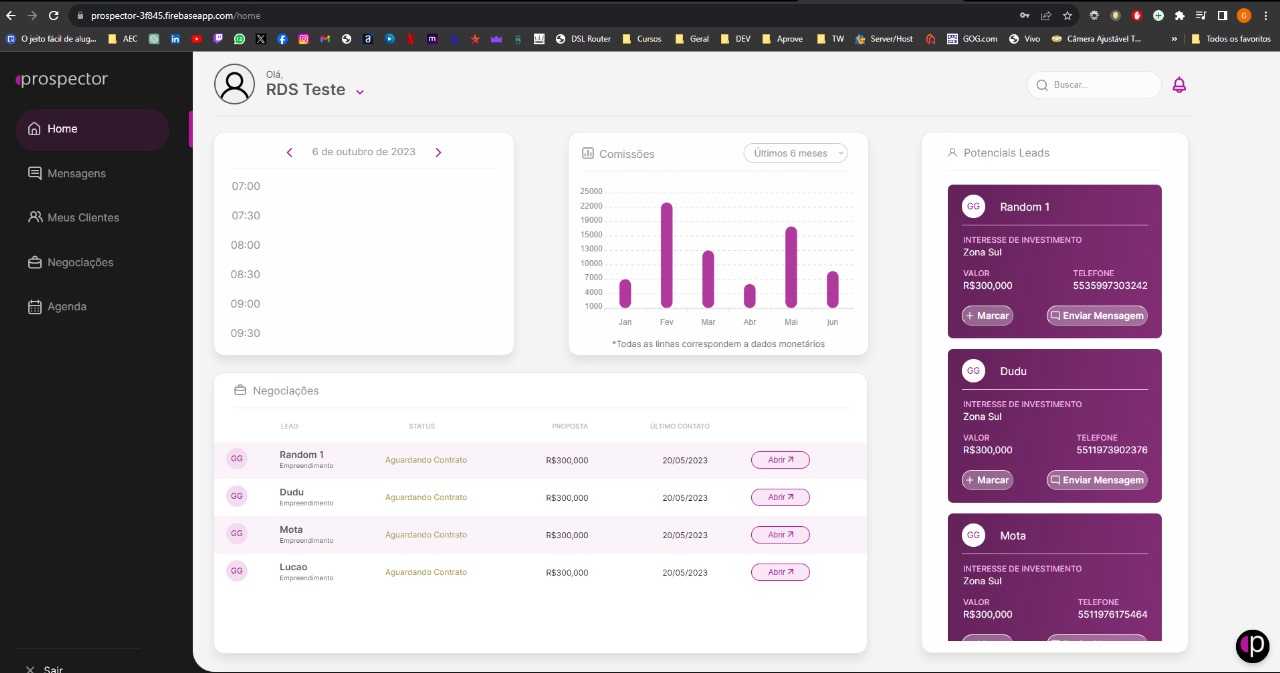 prospector-3f845.firebaseapp.com/home
G
O jeito fácil de alug...
AEC
DSL Router
Cursos
Geral
DEV
Aprove
TW
Server/Host
GOG.com
Vivo
Câmera Ajustável T...
»
Todos os favoritos
prospector
Home
Mensagens
Meus Clientes
Negociações
Agenda
Sair
Olá,
RDS Teste
Buscar...
6 de outubro de 2023
07:00
07:30
08:00
08:30
09:00
09:30
Comissões
Últimos 6 meses
25000
22000
19000
15000
13000
10000
7000
4000
1000
Jan Fev Mar Abr Mai jun
*Todas as linhas correspondem a dados monetários
Negociações
LEAD STATUS PROPOSTA ÚLTIMO CONTATO
GG Random 1 Aguardando Contrato R$300,000 20/05/2023 Abrir
Empreendimento
GG Dudu Aguardando Contrato R$300,000 20/05/2023 Abrir
Empreendimento
GG Mota Aguardando Contrato R$300,000 20/05/2023 Abrir
Empreendimento
GG Lucao Aguardando Contrato R$300,000 20/05/2023 Abrir
Empreendimento
Potenciais Leads
GG Random 1
INTERESSE DE INVESTIMENTO
Zona Sul
VALOR TELEFONE
R$300,000 5535997303242
+ Marcar Enviar Mensagem
GG Dudu
INTERESSE DE INVESTIMENTO
Zona Sul
VALOR TELEFONE
R$300,000 5511973902376
+ Marcar Enviar Mensagem
GG Mota
INTERESSE DE INVESTIMENTO
Zona Sul
VALOR TELEFONE
R$300,000 5511976175464
p